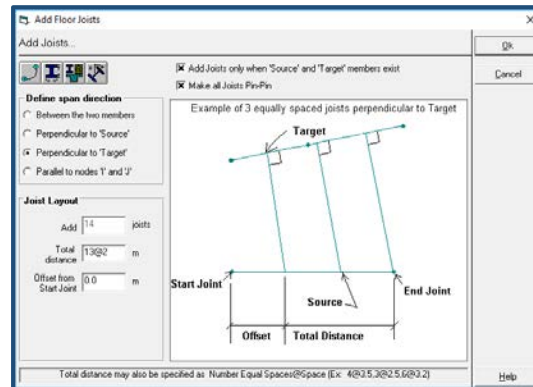 Add Floor Joists
Add Joists...
Ok
Cancel
Add Joists only when 'Source' and 'Target' members exist
Make all Joists Pin-Pin
Define span direction
Between the two members
Perpendicular to 'Source'
Perpendicular to 'Target'
Parallel to nodes 'I' and 'J'
Joist Layout
Add 14 joists
Total distance 13@2 m
Offset from Start Joint 0.0 m
Example of 3 equally spaced joists perpendicular to Target
Target
Start Joint
End Joint
Source
Offset
Total Distance
Total distance may also be specified as Number Equal Spaces@Space (Ex: 4@3.5,3@2.5,6@3.2)
Help